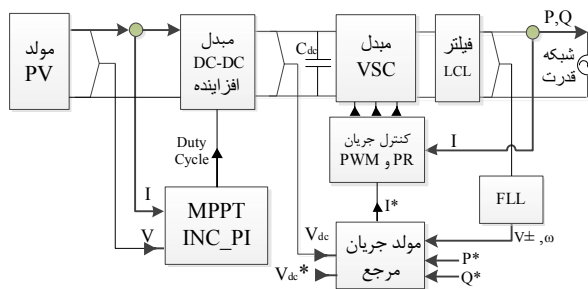 P,Q
مولد
PV
مبدل
DC-DC
افزاینده
Cdc
مبدل
VSC
فیلتر
LCL
شبکه
قدرت
Duty
Cycle
کنترل جریان
PWM و PR
I
I
V
MPPT
INC_PI
I*
FLL
V±,ω
Vdc
Vdc*
مولد جریان
مرجع
P*
Q*